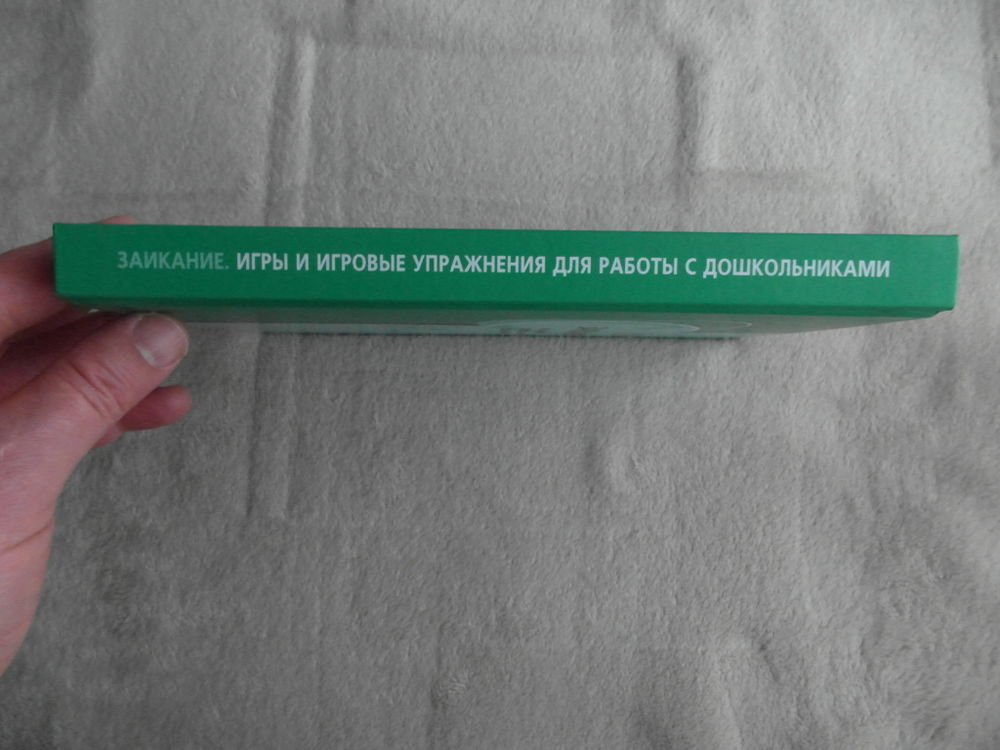 ЗАИКАНИЕ. ИГРЫ И ИГРОВЫЕ УПРАЖНЕНИЯ ДЛЯ РАБОТЫ С ДОШКОЛЬНИКАМИ